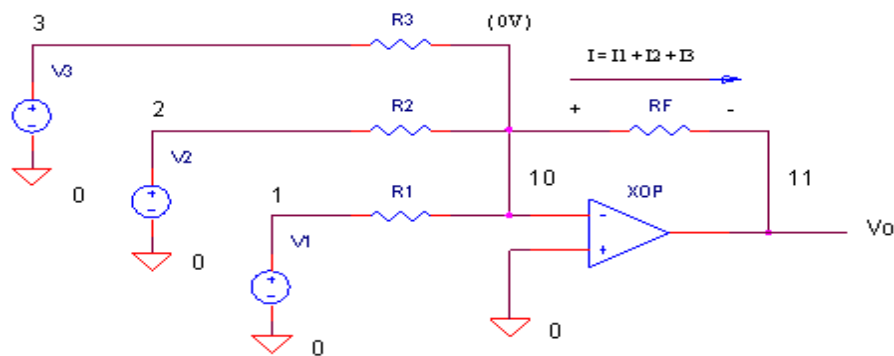 3
R3
(0V)
I = I1 + I2 + I3
V3
2
R2
+
RF
-
V2
0
1
R1
10
XOP
11
V1
0
-
+
Vo
0
0